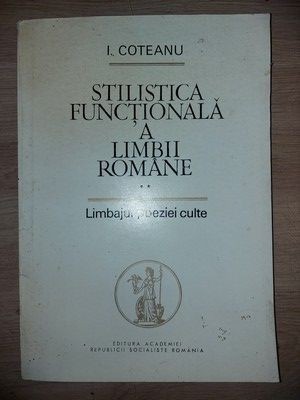 I. COTEANU
STILISTICA
FUNCȚIONALĂ
A
LIMBII
ROMÂNE
**
Limbajul poeziei culte
EDITURA ACADEMIEI
REPUBLICII SOCIALISTE ROMÂNIA